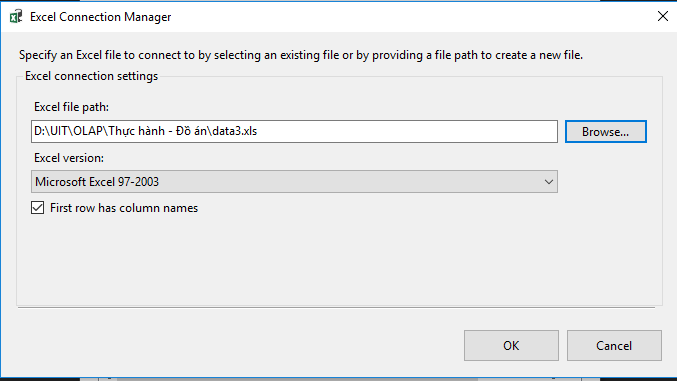 Excel Connection Manager
Specify an Excel file to connect to by selecting an existing file or by providing a file path to create a new file.
Excel connection settings
Excel file path:
D:\UIT\OLAP\Thực hành - Đồ án\data3.xls
Browse...
Excel version:
Microsoft Excel 97-2003
First row has column names
OK
Cancel